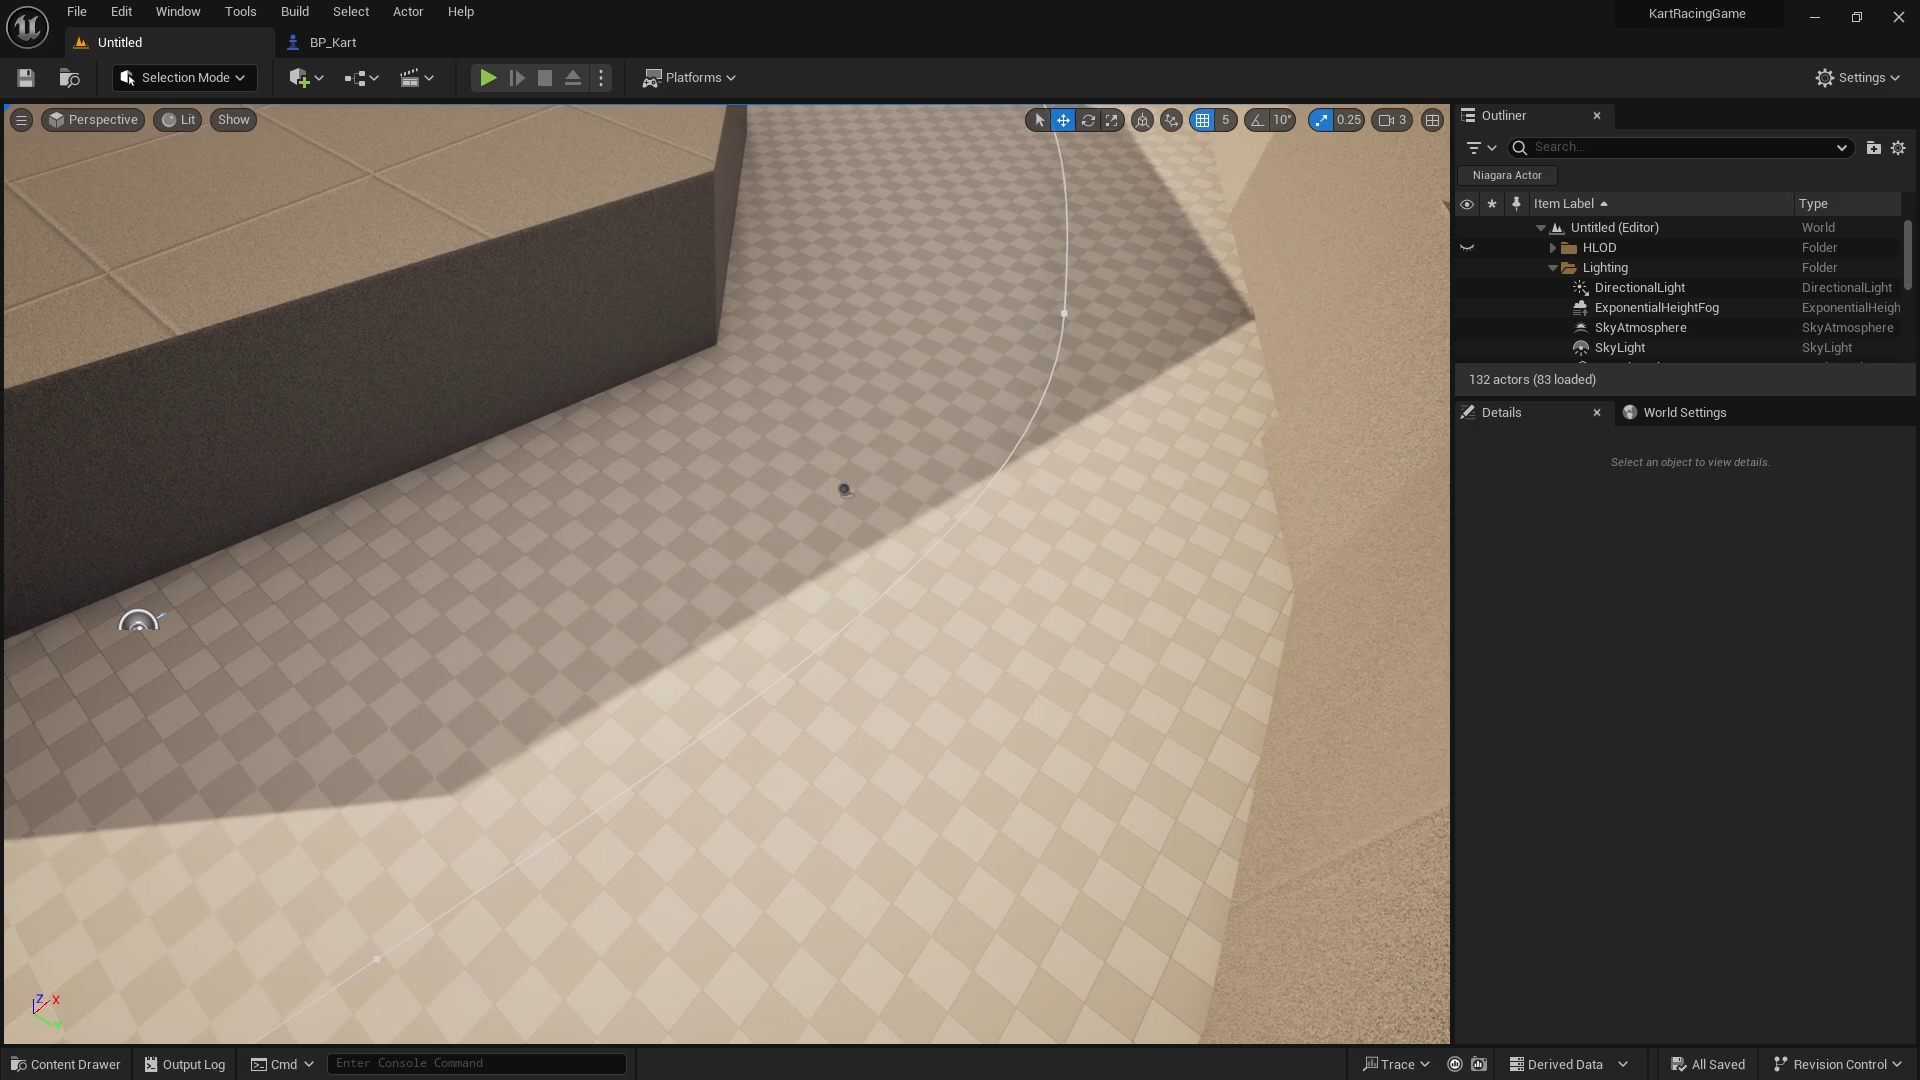 File Edit Window Tools Build Select Actor Help
KartRacingGame
Untitled
BP_Kart
Selection Mode
Platforms
Settings
Perspective
Lit
Show
5
10°
0.25
3
Outliner
Search...
Niagara Actor
Item Label
Type
Untitled (Editor) World
HLOD Folder
Lighting Folder
DirectionalLight DirectionalLight
ExponentialHeightFog ExponentialHeigh
SkyAtmosphere SkyAtmosphere
SkyLight SkyLight
132 actors (83 loaded)
Details
World Settings
Select an object to view details.
Z X
Y
Content Drawer
Output Log
Cmd
Enter Console Command
Trace
Derived Data
All Saved
Revision Control